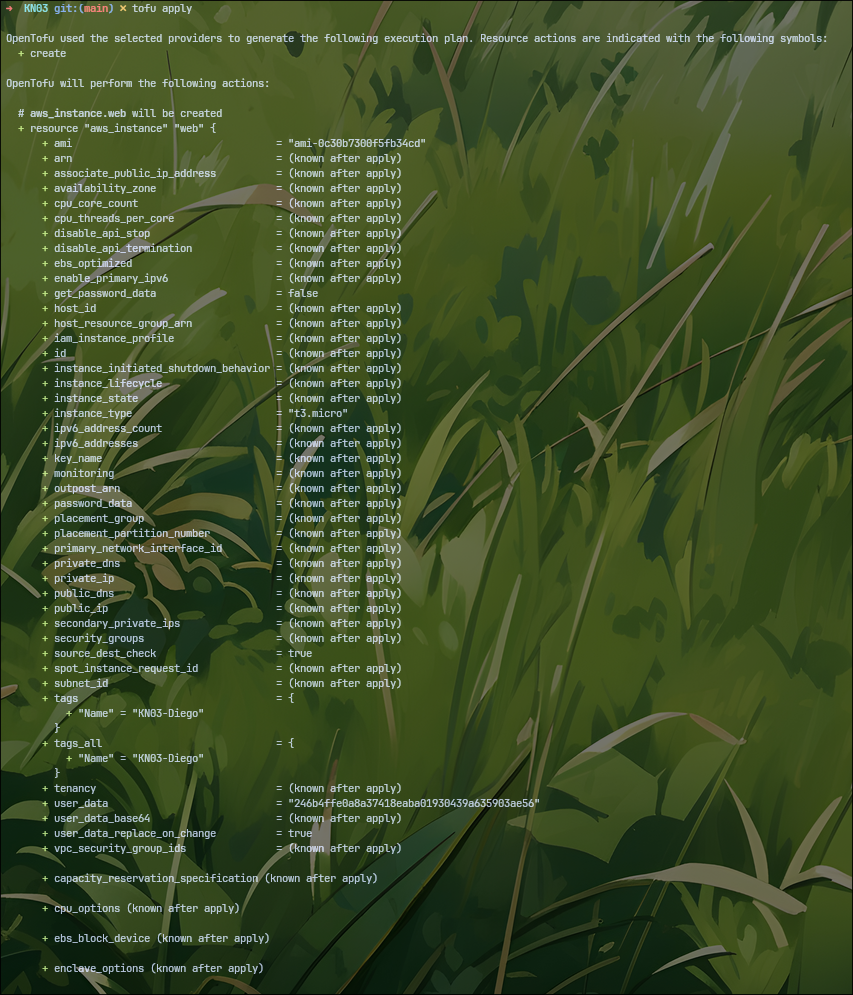 ➜ KN03 git:(main) ✗ tofu apply
OpenTofu used the selected providers to generate the following execution plan. Resource actions are indicated with the following symbols:
+ create
OpenTofu will perform the following actions:
# aws_instance.web will be created
+ resource "aws_instance" "web" {
+ ami = "ami-0c30b7300f5fb34cd"
+ arn = (known after apply)
+ associate_public_ip_address = (known after apply)
+ availability_zone = (known after apply)
+ cpu_core_count = (known after apply)
+ cpu_threads_per_core = (known after apply)
+ disable_api_stop = (known after apply)
+ disable_api_termination = (known after apply)
+ ebs_optimized = (known after apply)
+ enable_primary_ipv6 = (known after apply)
+ get_password_data = false
+ host_id = (known after apply)
+ host_resource_group_arn = (known after apply)
+ iam_instance_profile = (known after apply)
+ id = (known after apply)
+ instance_initiated_shutdown_behavior = (known after apply)
+ instance_lifecycle = (known after apply)
+ instance_state = (known after apply)
+ instance_type = "t3.micro"
+ ipv6_address_count = (known after apply)
+ ipv6_addresses = (known after apply)
+ key_name = (known after apply)
+ monitoring = (known after apply)
+ outpost_arn = (known after apply)
+ password_data = (known after apply)
+ placement_group = (known after apply)
+ placement_partition_number = (known after apply)
+ primary_network_interface_id = (known after apply)
+ private_dns = (known after apply)
+ private_ip = (known after apply)
+ public_dns = (known after apply)
+ public_ip = (known after apply)
+ secondary_private_ips = (known after apply)
+ security_groups = (known after apply)
+ source_dest_check = true
+ spot_instance_request_id = (known after apply)
+ subnet_id = (known after apply)
+ tags = {
+ "Name" = "KN03-Diego"
}
+ tags_all = {
+ "Name" = "KN03-Diego"
}
+ tenancy = (known after apply)
+ user_data = "246b4ffe0a8a37418eaba01930439a635903ae56"
+ user_data_base64 = (known after apply)
+ user_data_replace_on_change = true
+ vpc_security_group_ids = (known after apply)
+ capacity_reservation_specification (known after apply)
+ cpu_options (known after apply)
+ ebs_block_device (known after apply)
+ enclave_options (known after apply)